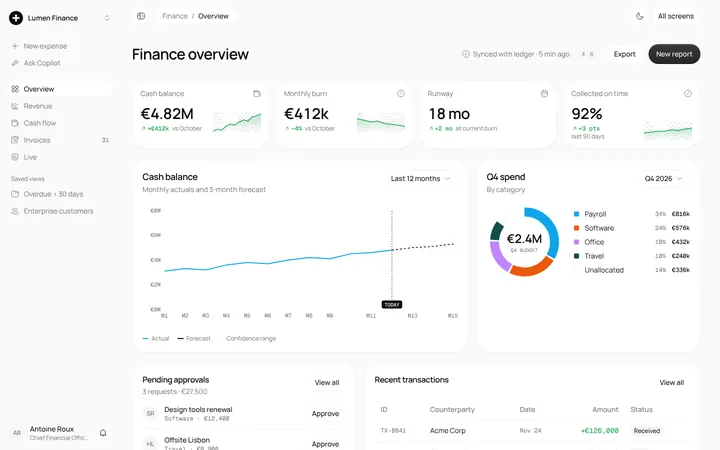 Lumen Finance
Finance / Overview
All screens
New expense
Ask Copilot
Overview
Revenue
Cash flow
Invoices 31
Live
Saved views
Overdue > 30 days
Enterprise customers
Antoine Roux
Chief Financial Offic...
AR
Finance overview
Synced with ledger · 5 min ago
Export
New report
Cash balance
€4.82M
↗ +€412k vs October
Monthly burn
€412k
↗ -4% vs October
Runway
18 mo
↗ +2 mo at current burn
Collected on time
92%
↗ +3 pts
last 90 days
Cash balance
Monthly actuals and 3-month forecast
Last 12 months
€8M
€6M
€4M
€2M
€0M
M1 M2 M3 M4 M5 M6 M7 M8 M9 M11 M13 M15
TODAY
Actual Forecast Confidence range
Q4 spend
By category
Q4 2026
€2.4M
Q4 BUDGET
Payroll 34% €816k
Software 24% €576k
Office 18% €432k
Travel 10% €240k
Unallocated 14% €336k
Pending approvals
3 requests · €27,500
View all
SR
Design tools renewal
Software · €12,400
Approve
HL
Offsite Lisbon
Travel · €8,900
Approve
Recent transactions
View all
ID Counterparty Date Amount Status
TX-8841 Acme Corp Nov 24 +€126,000 Received